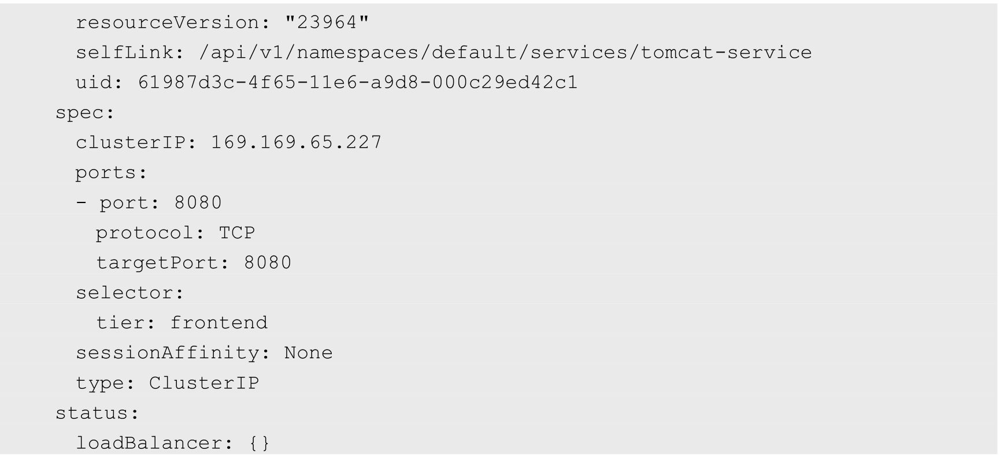 resourceVersion: "23964"
selfLink: /api/v1/namespaces/default/services/tomcat-service
uid: 61987d3c-4f65-11e6-a9d8-000c29ed42c1
spec:
clusterIP: 169.169.65.227
ports:
- port: 8080
protocol: TCP
targetPort: 8080
selector:
tier: frontend
sessionAffinity: None
type: ClusterIP
status:
loadBalancer: {}